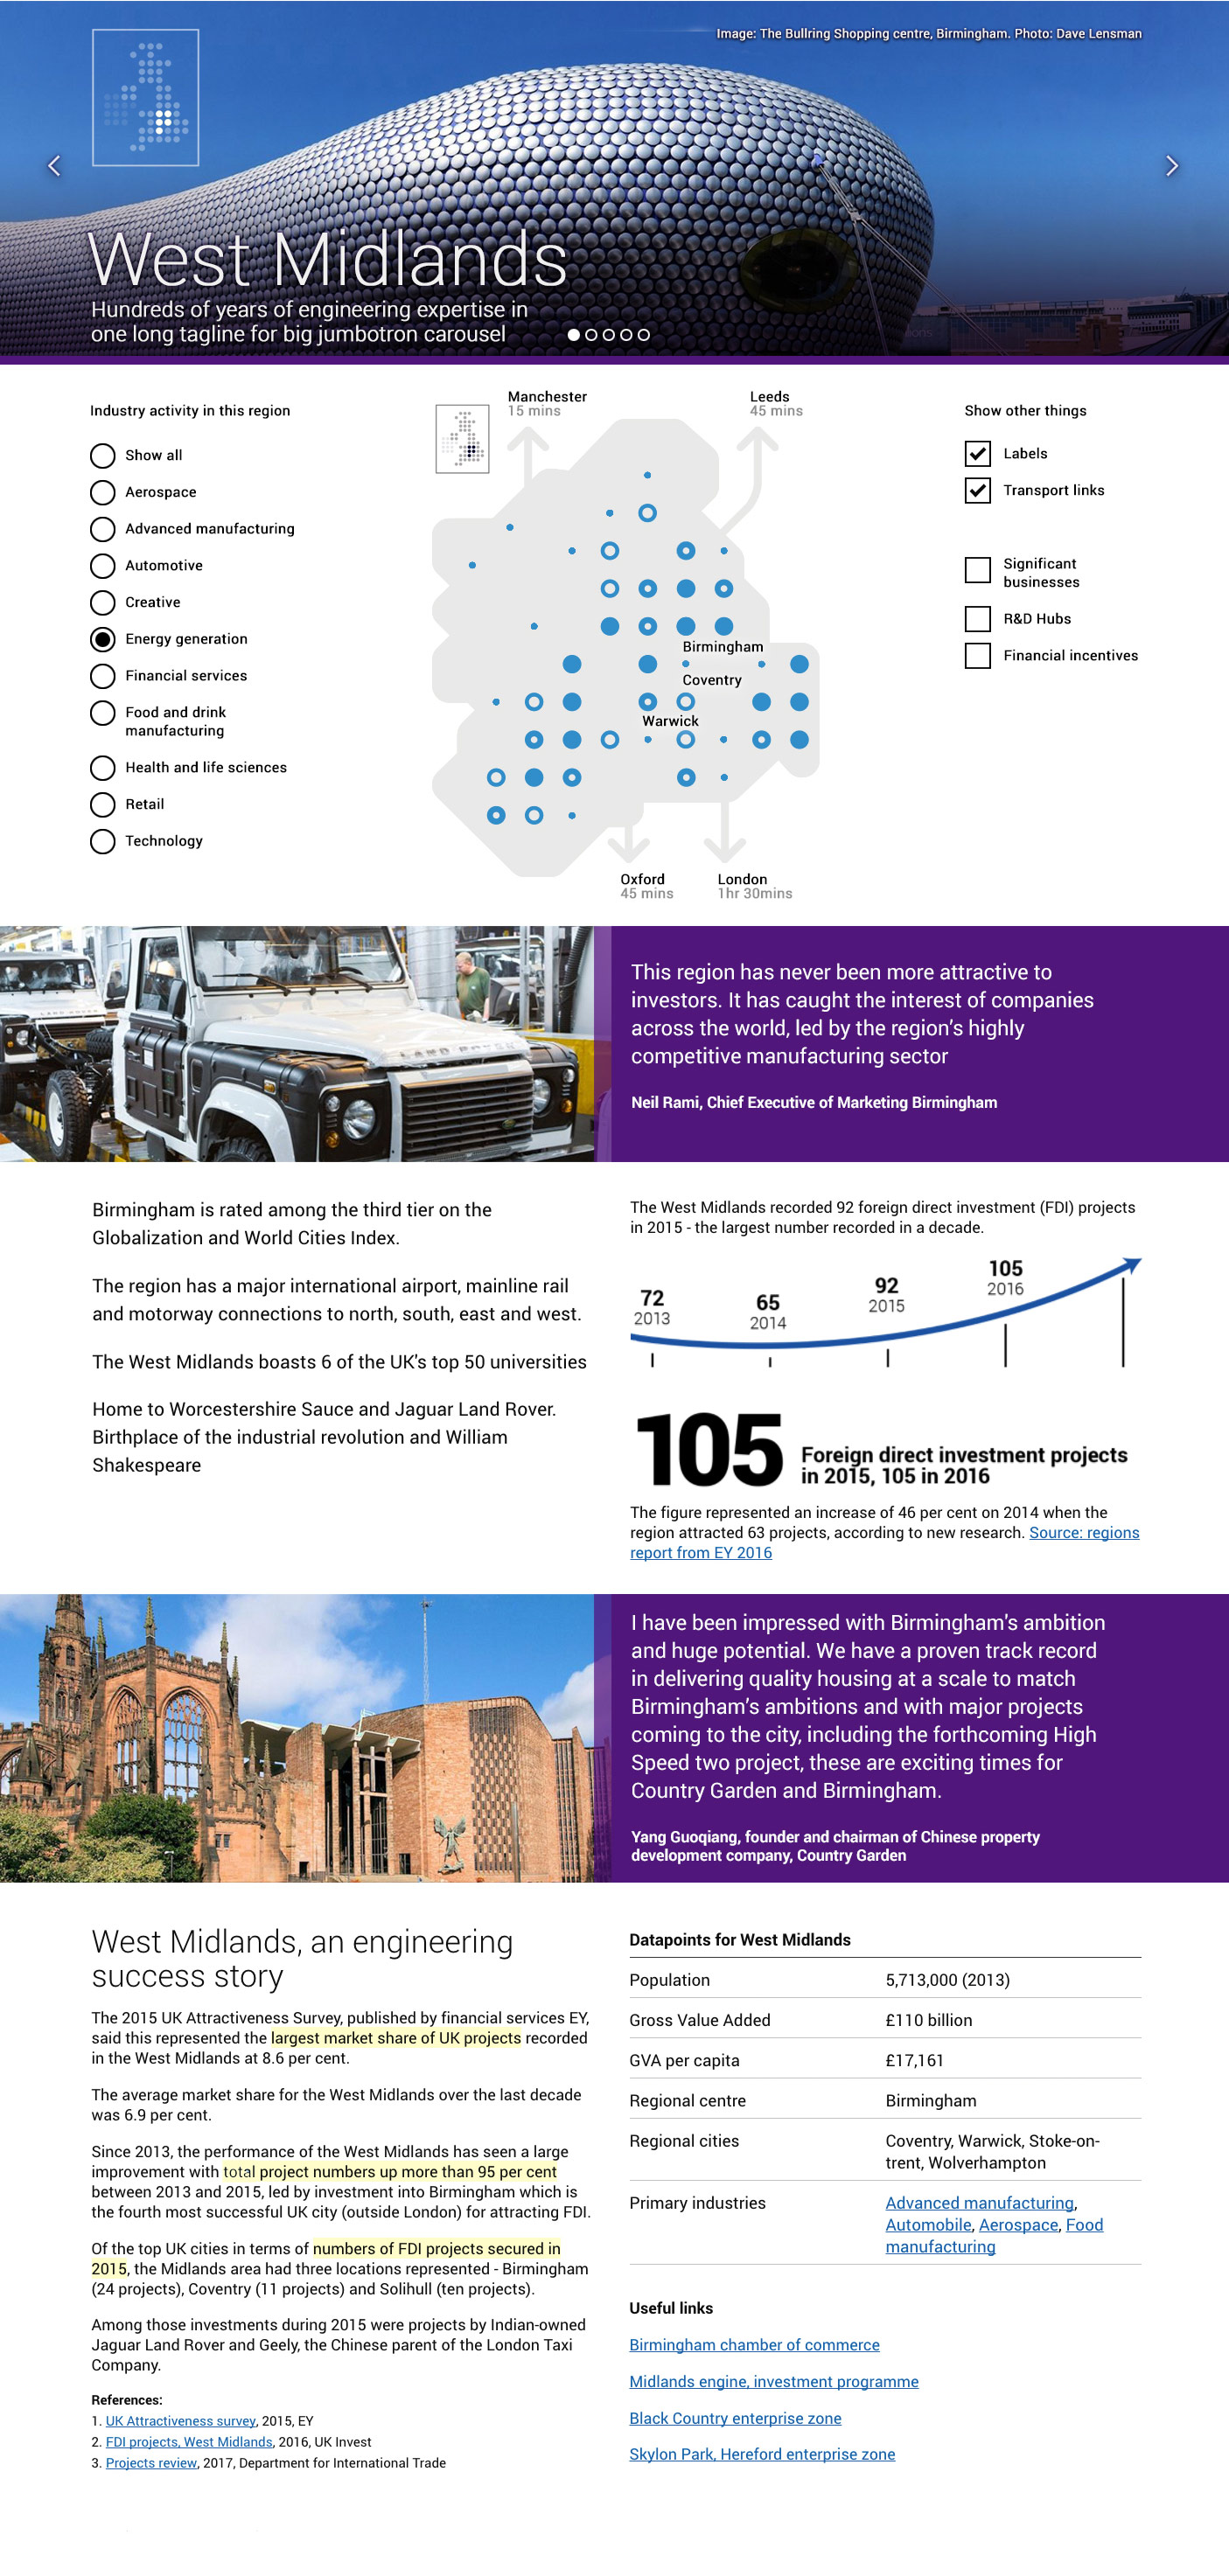 Image: The Bullring Shopping centre, Birmingham. Photo: Dave Lensman
West Midlands
Hundreds of years of engineering expertise in
one long tagline for big jumbotron carousel
Industry activity in this region
Show all
Aerospace
Advanced manufacturing
Automotive
Creative
Energy generation
Financial services
Food and drink
manufacturing
Health and life sciences
Retail
Technology
Manchester
15 mins
Leeds
45 mins
Birmingham
Coventry
Warwick
Oxford
45 mins
London
1hr 30mins
Show other things
Labels
Transport links
Significant
businesses
R&D Hubs
Financial incentives
This region has never been more attractive to
investors. It has caught the interest of companies
across the world, led by the region's highly
competitive manufacturing sector
Neil Rami, Chief Executive of Marketing Birmingham
Birmingham is rated among the third tier on the
Globalization and World Cities Index.
The region has a major international airport, mainline rail
and motorway connections to north, south, east and west.
The West Midlands boasts 6 of the UK's top 50 universities
Home to Worcestershire Sauce and Jaguar Land Rover.
Birthplace of the industrial revolution and William
Shakespeare
The West Midlands recorded 92 foreign direct investment (FDI) projects
in 2015 - the largest number recorded in a decade.
72
2013
65
2014
92
2015
105
2016
105
Foreign direct investment projects
in 2015, 105 in 2016
The figure represented an increase of 46 per cent on 2014 when the
region attracted 63 projects, according to new research. Source: regions
report from EY 2016
I have been impressed with Birmingham's ambition
and huge potential. We have a proven track record
in delivering quality housing at a scale to match
Birmingham's ambitions and with major projects
coming to the city, including the forthcoming High
Speed two project, these are exciting times for
Country Garden and Birmingham.
Yang Guoqiang, founder and chairman of Chinese property
development company, Country Garden
West Midlands, an engineering
success story
The 2015 UK Attractiveness Survey, published by financial services EY,
said this represented the largest market share of UK projects recorded
in the West Midlands at 8.6 per cent.
The average market share for the West Midlands over the last decade
was 6.9 per cent.
Since 2013, the performance of the West Midlands has seen a large
improvement with total project numbers up more than 95 per cent
between 2013 and 2015, led by investment into Birmingham which is
the fourth most successful UK city (outside London) for attracting FDI.
Of the top UK cities in terms of numbers of FDI projects secured in
2015, the Midlands area had three locations represented - Birmingham
(24 projects), Coventry (11 projects) and Solihull (ten projects).
Among those investments during 2015 were projects by Indian-owned
Jaguar Land Rover and Geely, the Chinese parent of the London Taxi
Company.
References:
1. UK Attractiveness survey, 2015, EY
2. FDI projects, West Midlands, 2016, UK Invest
3. Projects review, 2017, Department for International Trade
Datapoints for West Midlands
Population 5,713,000 (2013)
Gross Value Added £110 billion
GVA per capita £17,161
Regional centre Birmingham
Regional cities Coventry, Warwick, Stoke-on-
trent, Wolverhampton
Primary industries Advanced manufacturing,
Automobile, Aerospace, Food
manufacturing
Useful links
Birmingham chamber of commerce
Midlands engine, investment programme
Black Country enterprise zone
Skylon Park, Hereford enterprise zone